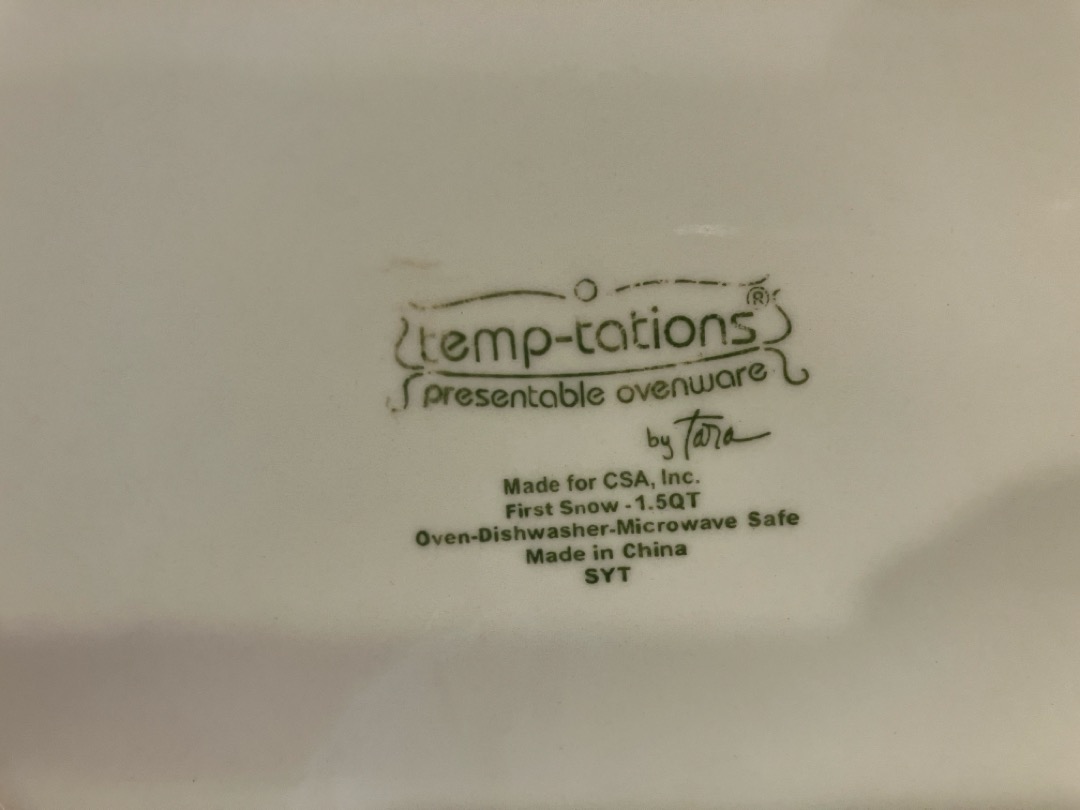 temp-tations®
presentable ovenware
by Tara
Made for CSA, Inc.
First Snow - 1.5QT
Oven-Dishwasher-Microwave Safe
Made in China
SYT